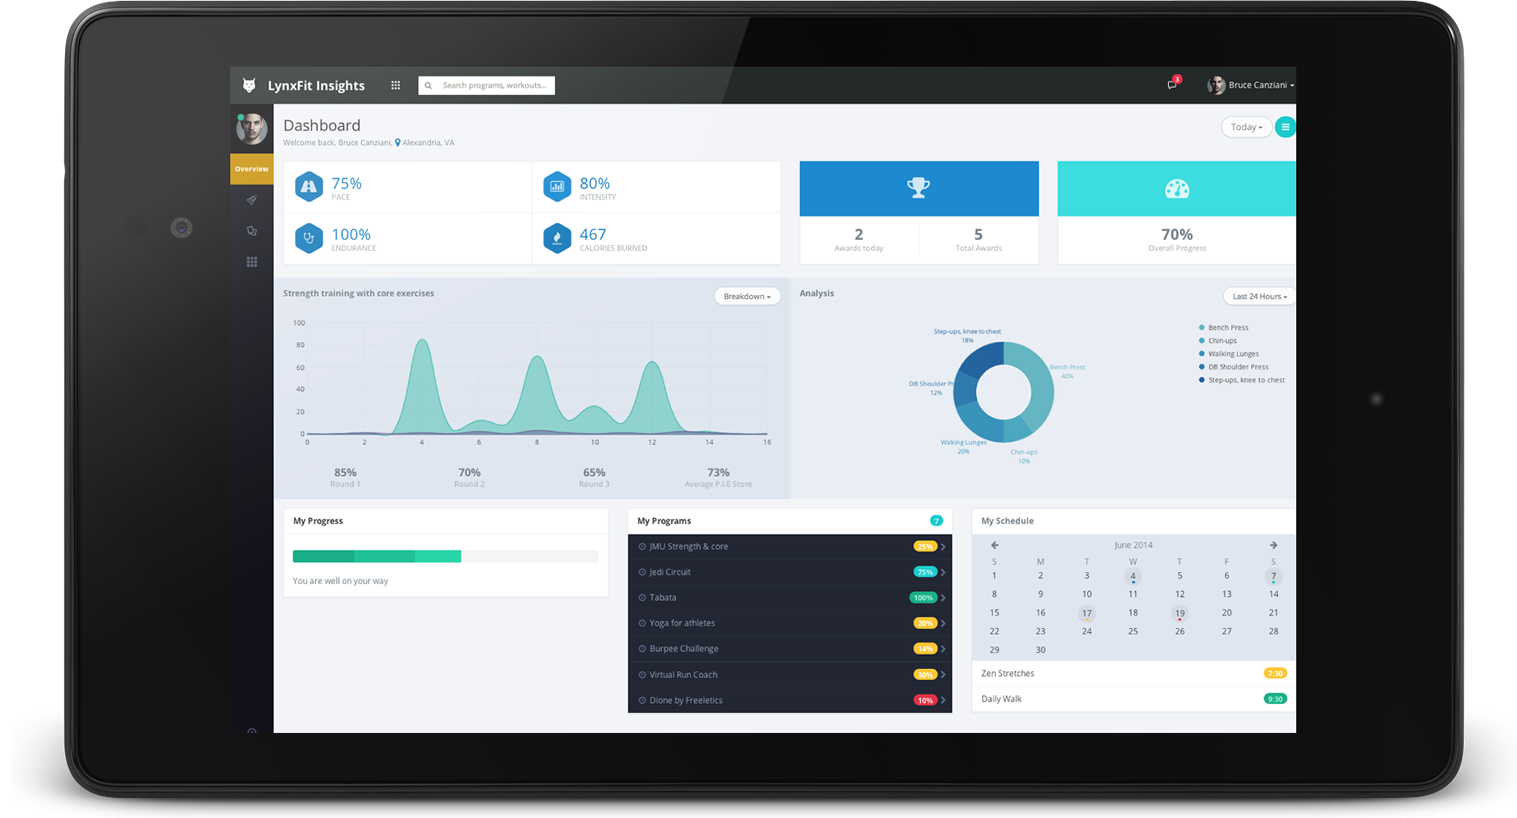 LynxFit Insights
Search programs, workouts...
3
Bruce Canziani
Dashboard
Welcome back, Bruce Canziani, Alexandria, VA
Today
Overview
75%
PACE
80%
INTENSITY
100%
ENDURANCE
467
CALORIES BURNED
2
Awards today
5
Total Awards
70%
Overall Progress
Strength training with core exercises
Breakdown
100
80
60
40
20
0
0 2 4 6 8 10 12 14 16
85%
Round 1
70%
Round 2
65%
Round 3
73%
Average P.I.E Score
Analysis
Last 24 Hours
Step-ups, knee to chest
18%
Bench Press
40%
DB Shoulder Pr
12%
Walking Lunges
20%
Chin-ups
10%
Bench Press
Chin-ups
Walking Lunges
DB Shoulder Press
Step-ups, knee to chest
My Progress
You are well on your way
My Programs 7
JMU Strength & core 25%
Jedi Circuit 75%
Tabata 100%
Yoga for athletes 20%
Burpee Challenge 14%
Virtual Run Coach 30%
Dione by Freeletics 10%
My Schedule
June 2014
S M T W T F S
1 2 3 4 5 6 7
8 9 10 11 12 13 14
15 16 17 18 19 20 21
22 23 24 25 26 27 28
29 30
Zen Stretches 7:30
Daily Walk 9:30